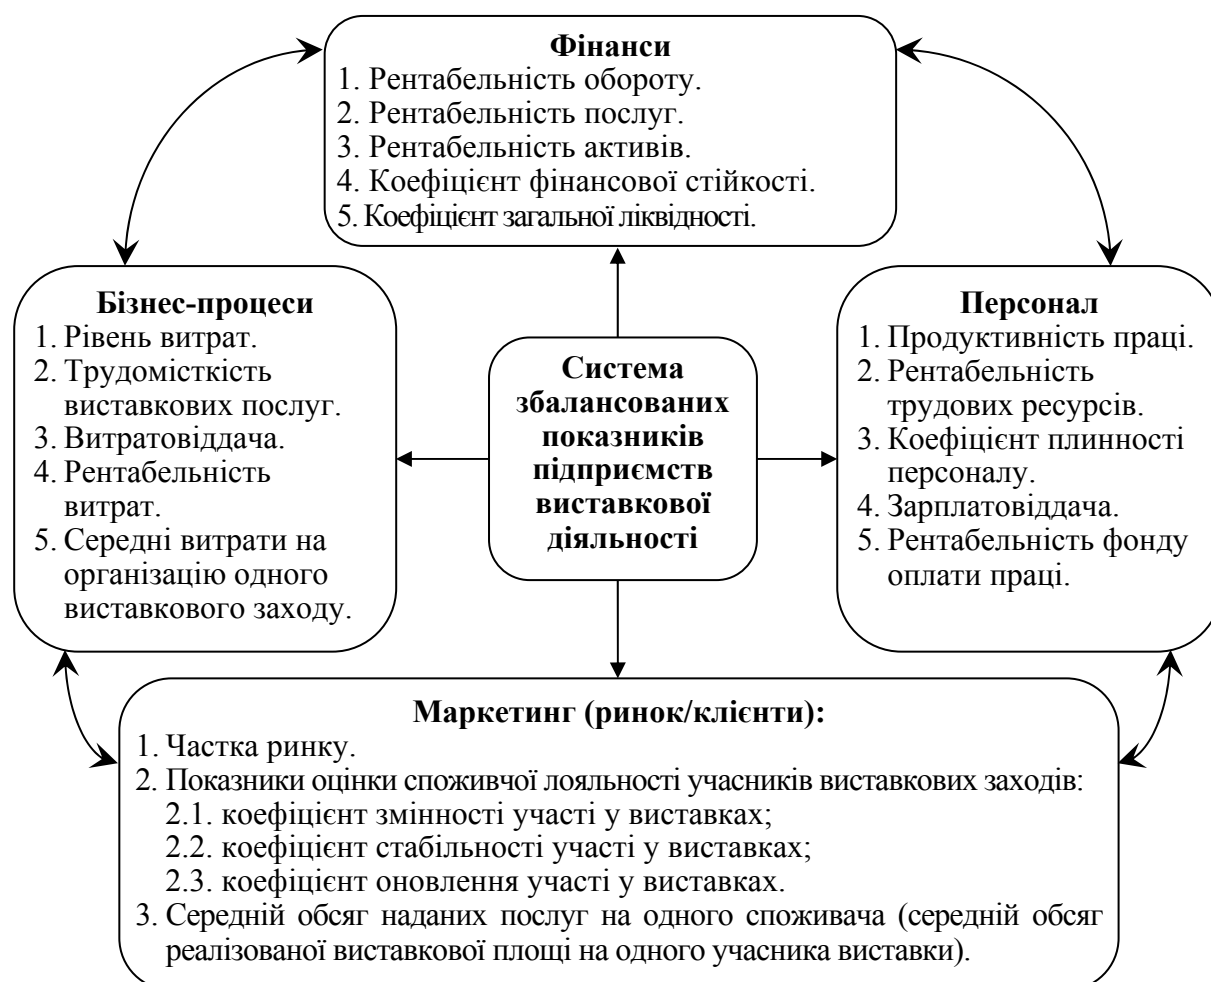 Фінанси
1. Рентабельність обороту.
2. Рентабельність послуг.
3. Рентабельність активів.
4. Коефіцієнт фінансової стійкості.
5. Коефіцієнт загальної ліквідності.
Бізнес-процеси
1. Рівень витрат.
2. Трудомісткість
виставкових послуг.
3. Витратовіддача.
4. Рентабельність
витрат.
5. Середні витрати на
організацію одного
виставкового заходу.
Система
збалансованих
показників
підприємств
виставкової
діяльності
Персонал
1. Продуктивність праці.
2. Рентабельність
трудових ресурсів.
3. Коефіцієнт плинності
персоналу.
4. Зарплатовіддача.
5. Рентабельність фонду
оплати праці.
Маркетинг (ринок/клієнти):
1. Частка ринку.
2. Показники оцінки споживчої лояльності учасників виставкових заходів:
2.1. коефіцієнт змінності участі у виставках;
2.2. коефіцієнт стабільності участі у виставках;
2.3. коефіцієнт оновлення участі у виставках.
3. Середній обсяг наданих послуг на одного споживача (середній обсяг
реалізованої виставкової площі на одного учасника виставки).